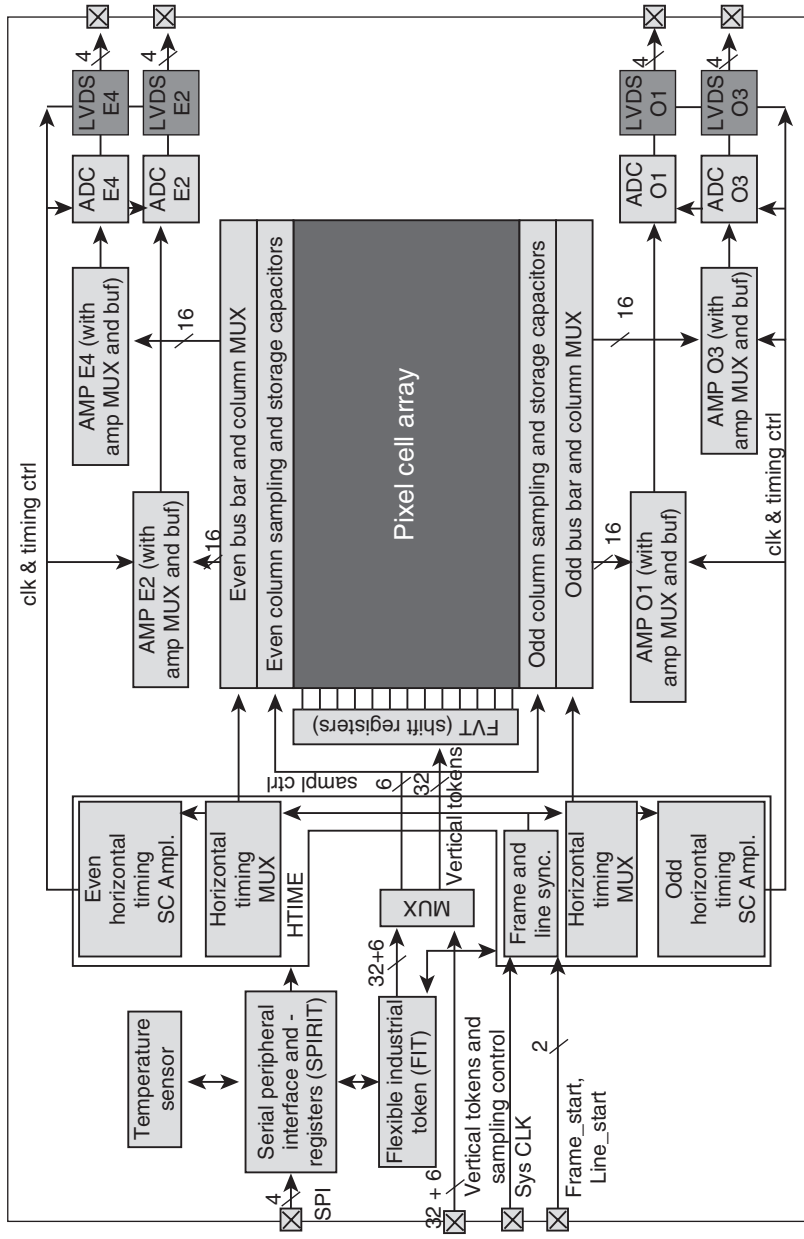 Temperature
sensor
4
SPI
Serial peripheral
interface and -
registers (SPIRIT)
Flexible industrial
token (FIT)
32 + 6
Vertical tokens and
sampling control
Sys CLK
2
Frame_start,
Line_start
32+6
MUX
Even
horizontal
timing
SC Ampl.
Horizontal
timing
MUX
HTIME
Frame and
line sync.
Horizontal
timing
MUX
Odd
horizontal
timing
SC Ampl.
sampl ctrl
6
32
Vertical tokens
FVT (shift registers)
clk & timing ctrl
AMP E2 (with
amp MUX and buf)
16
AMP E4 (with
amp MUX and buf)
16
Even bus bar and column MUX
Even column sampling and storage capacitors
Pixel cell array
Odd column sampling and storage capacitors
Odd bus bar and column MUX
16
AMP O1 (with
amp MUX and buf)
16
AMP O3 (with
amp MUX and buf)
clk & timing ctrl
ADC
E4
LVDS
E4
4
ADC
E2
LVDS
E2
4
ADC
O1
LVDS
O1
4
ADC
O3
LVDS
O3
4